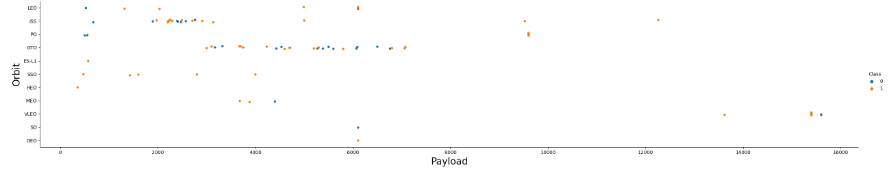 LEO
ISS
PO
GTO
ES-L1
SSO
HEO
MEO
VLEO
SO
GEO
Orbit
0 2000 4000 6000 8000 10000 12000 14000 16000
Payload
Class
0
1